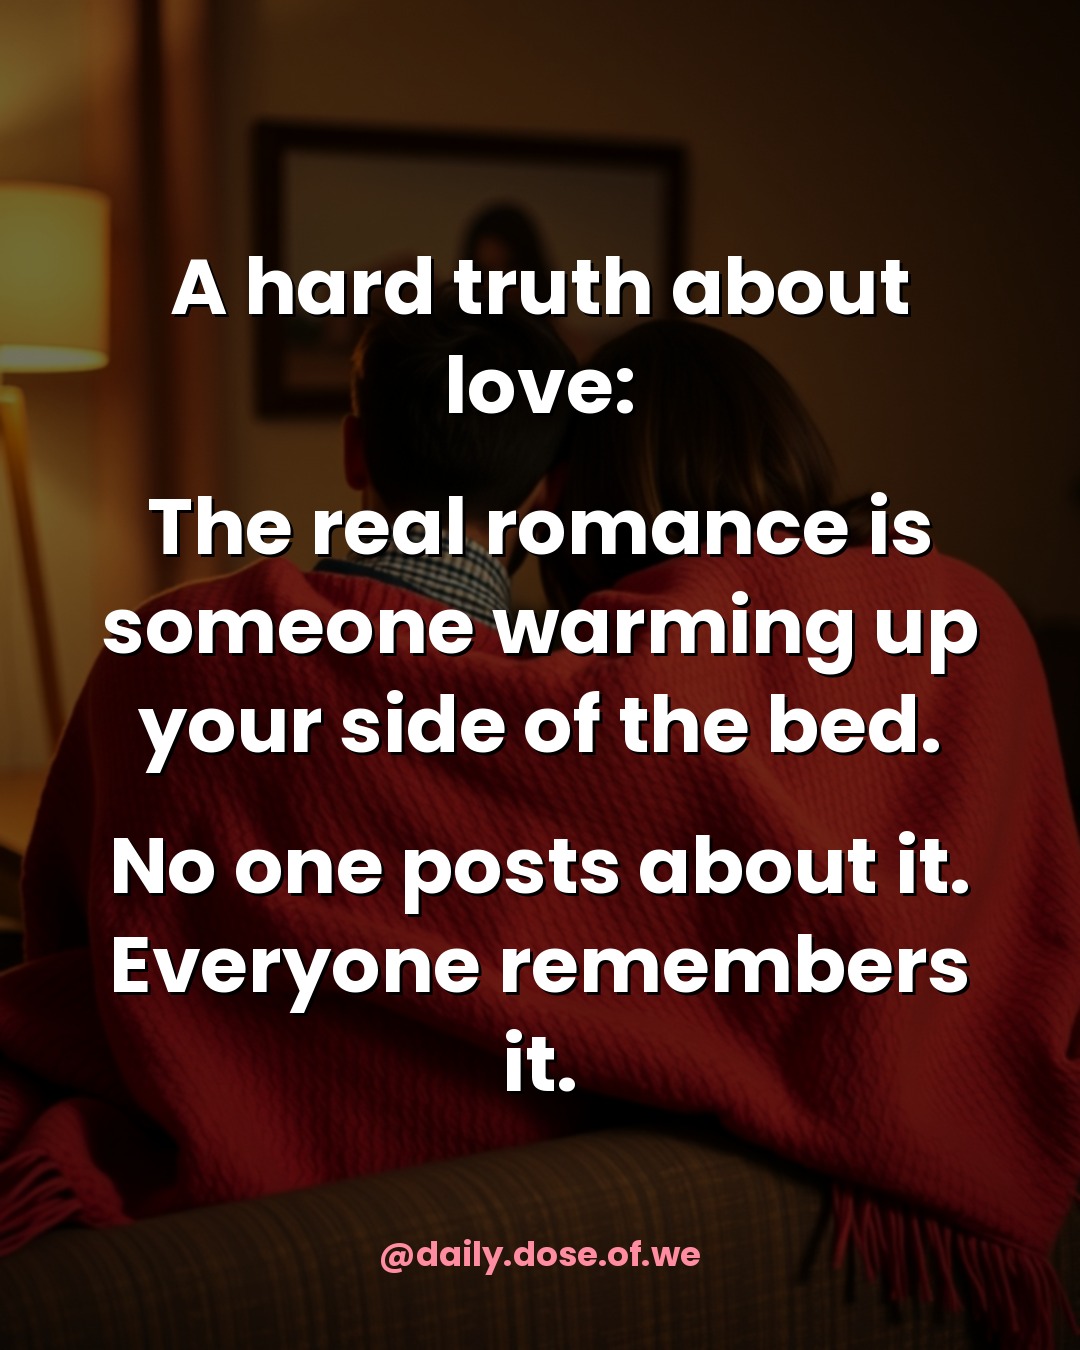 A hard truth about
love:
The real romance is
someone warming up
your side of the bed.
No one posts about it.
Everyone remembers
it.
@daily.dose.of.we